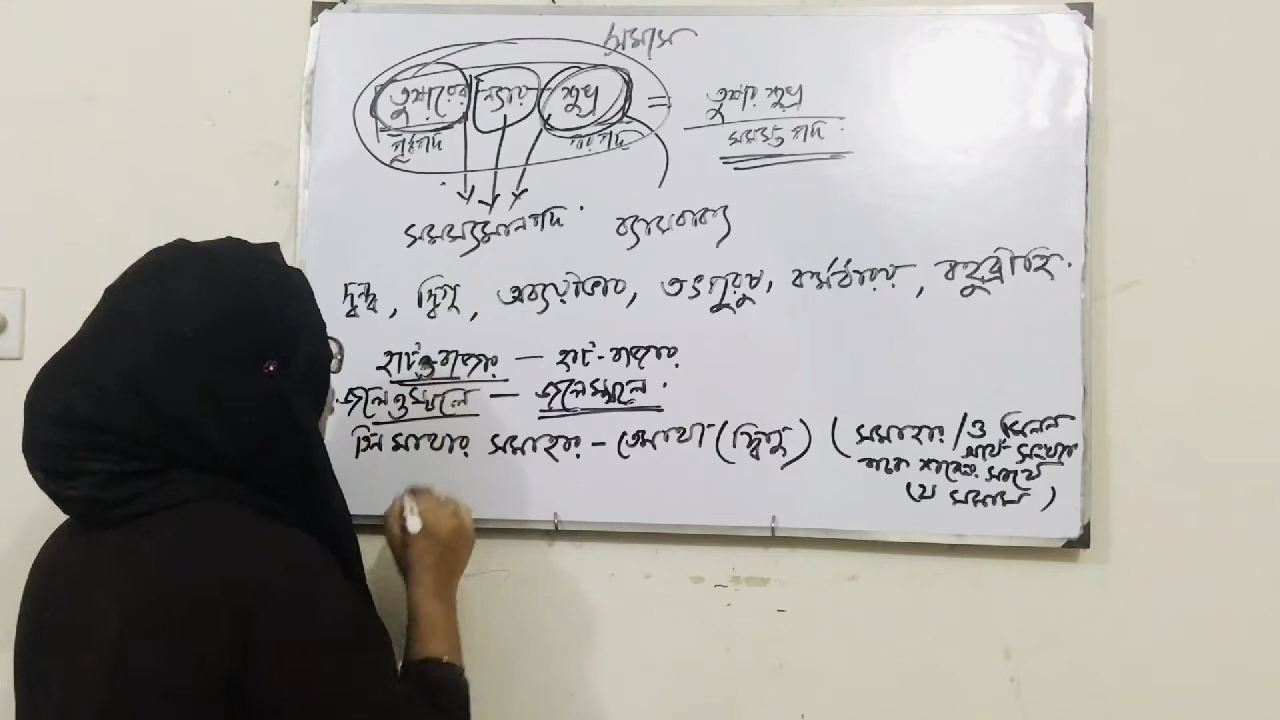 সমাস
তুষারের ন্যায় শুভ্র = তুষার শুভ্র
পূর্বপদ পরপদ সমস্ত পদ
সমস্যমান পদ ব্যাসবাক্য
দ্বন্দ্ব, দ্বিগু, অব্যয়ীভাব, তৎপুরুষ, কর্মধারয়, বহুব্রীহি.
হাট ও বাজার — হাট-বাজার
জলে ও স্থলে — জলেস্থলে.
তি মাথার সমাহার – তেমাথা (দ্বিগু) (সমাহার / ও মিলন
অর্থে সংখ্যা
বাচক শব্দের সাথে
যে সমাস)